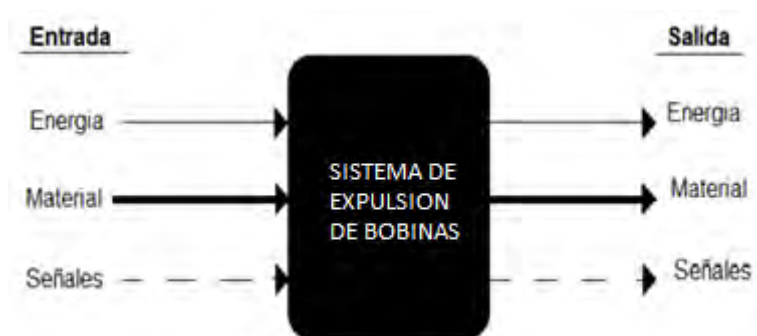 Entrada
Salida
Energia
Energia
SISTEMA DE
EXPULSION
DE BOBINAS
Material
Material
Señales
Señales